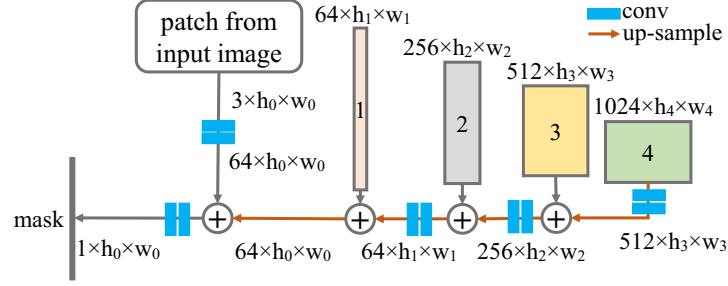 patch from
input image
64×h₁×w₁
256×h₂×w₂
512×h₃×w₃
1024×h₄×w₄
conv
up-sample
3×h₀×w₀
64×h₀×w₀
1
2
3
4
mask
1×h₀×w₀
64×h₀×w₀
64×h₁×w₁
256×h₂×w₂
512×h₃×w₃